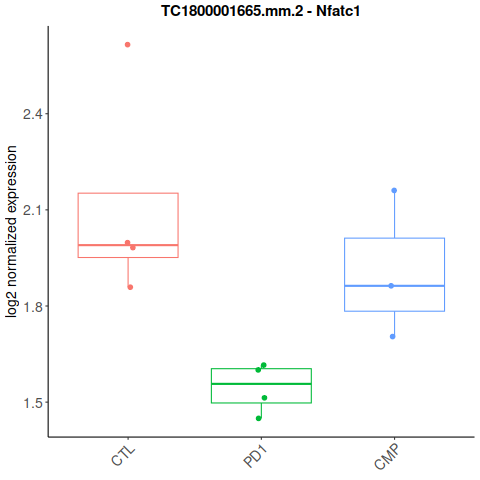 TC1800001665.mm.2 - Nfatc1
log2 normalized expression
2.4
2.1
1.8
1.5
CTL
PD1
CMP